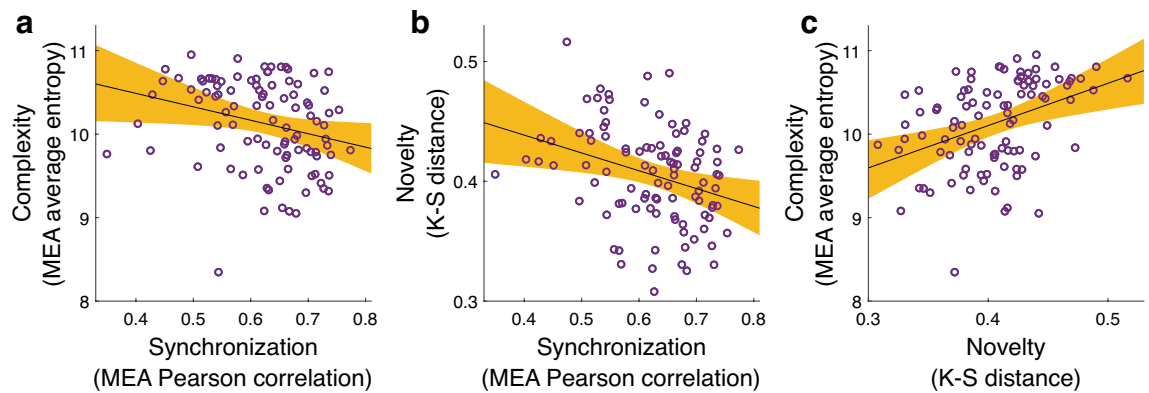 a
Complexity
(MEA average entropy)
11
10
9
8
0.4 0.5 0.6 0.7 0.8
Synchronization
(MEA Pearson correlation)
b
Novelty
(K-S distance)
0.5
0.4
0.3
0.4 0.5 0.6 0.7 0.8
Synchronization
(MEA Pearson correlation)
c
Complexity
(MEA average entropy)
11
10
9
8
0.3 0.4 0.5
Novelty
(K-S distance)